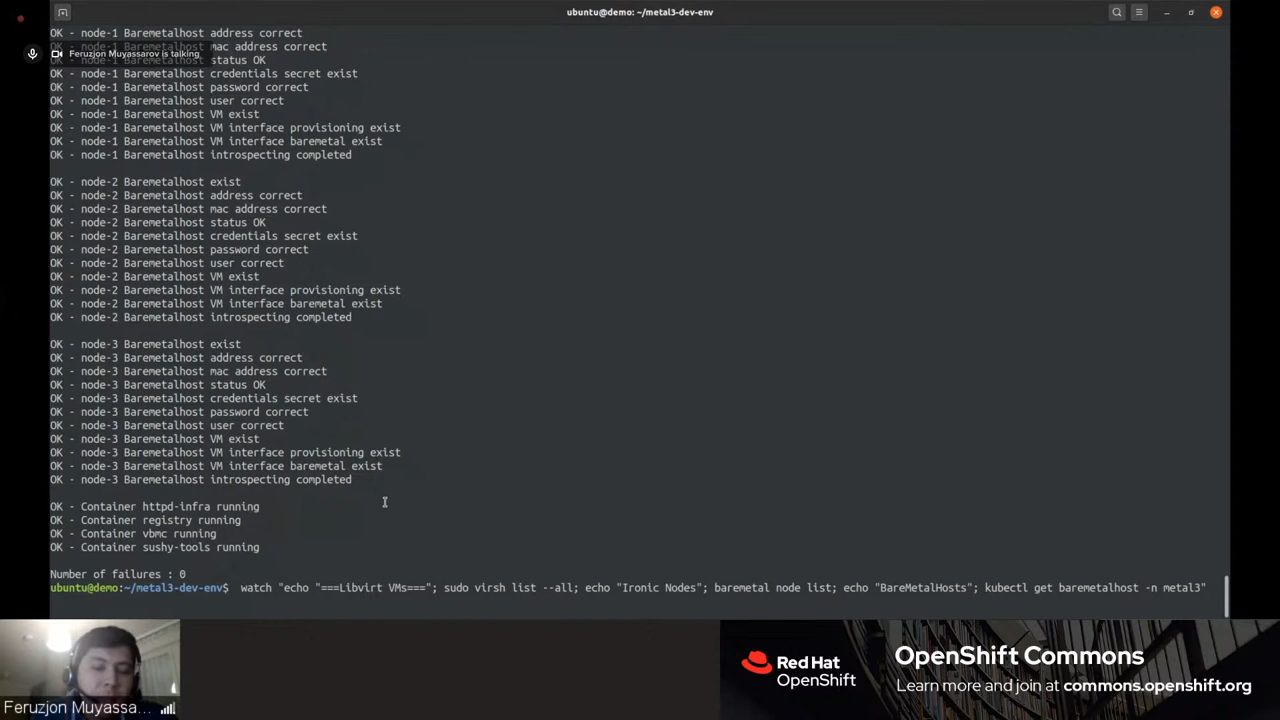 ubuntu@demo: ~/metal3-dev-env
OK - node-1 Baremetalhost address correct
mac address correct
Feruzjon Muyassarov is talking
status OK
OK - node-1 Baremetalhost credentials secret exist
OK - node-1 Baremetalhost password correct
OK - node-1 Baremetalhost user correct
OK - node-1 Baremetalhost VM exist
OK - node-1 Baremetalhost VM interface provisioning exist
OK - node-1 Baremetalhost VM interface baremetal exist
OK - node-1 Baremetalhost introspecting completed
OK - node-2 Baremetalhost exist
OK - node-2 Baremetalhost address correct
OK - node-2 Baremetalhost mac address correct
OK - node-2 Baremetalhost status OK
OK - node-2 Baremetalhost credentials secret exist
OK - node-2 Baremetalhost password correct
OK - node-2 Baremetalhost user correct
OK - node-2 Baremetalhost VM exist
OK - node-2 Baremetalhost VM interface provisioning exist
OK - node-2 Baremetalhost VM interface baremetal exist
OK - node-2 Baremetalhost introspecting completed
OK - node-3 Baremetalhost exist
OK - node-3 Baremetalhost address correct
OK - node-3 Baremetalhost mac address correct
OK - node-3 Baremetalhost status OK
OK - node-3 Baremetalhost credentials secret exist
OK - node-3 Baremetalhost password correct
OK - node-3 Baremetalhost user correct
OK - node-3 Baremetalhost VM exist
OK - node-3 Baremetalhost VM interface provisioning exist
OK - node-3 Baremetalhost VM interface baremetal exist
OK - node-3 Baremetalhost introspecting completed
OK - Container httpd-infra running
OK - Container registry running
OK - Container vbmc running
OK - Container sushy-tools running
Number of failures : 0
ubuntu@demo:~/metal3-dev-env$ watch "echo "===Libvirt VMs==="; sudo virsh list --all; echo "Ironic Nodes"; baremetal node list; echo "BareMetalHosts"; kubectl get baremetalhost -n metal3"
Feruzjon Muyassa...
Red Hat
OpenShift
OpenShift Commons
Learn more and join at commons.openshift.org